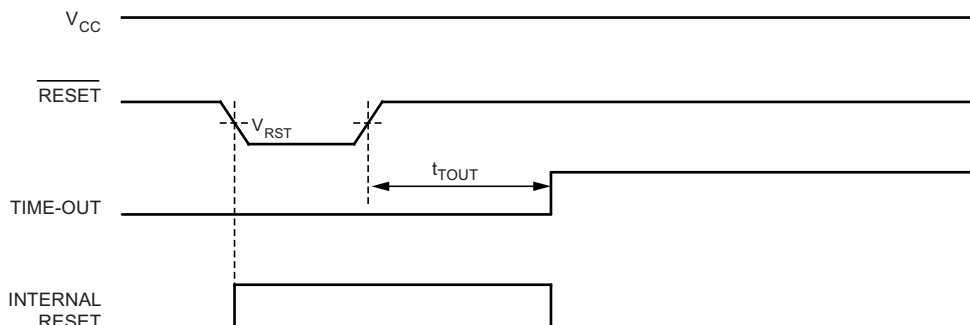 VCC
RESET
VRST
tTOUT
TIME-OUT
INTERNAL
RESET